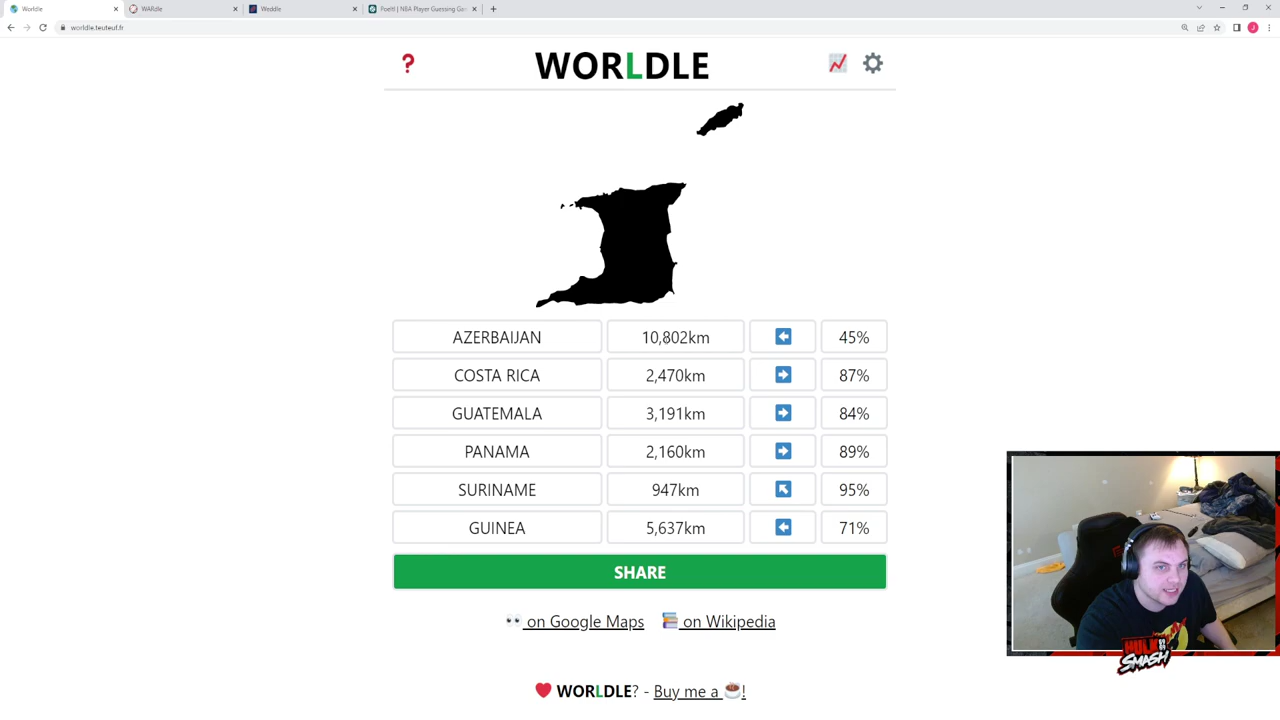 Worldle
WARdle
Weddle
Poeltl | NBA Player Guessing Ga
worldle.teuteuf.fr
? WORLDLE
AZERBAIJAN 10,802km 45%
COSTA RICA 2,470km 87%
GUATEMALA 3,191km 84%
PANAMA 2,160km 89%
SURINAME 947km 95%
GUINEA 5,637km 71%
SHARE
on Google Maps on Wikipedia
WORLDLE? - Buy me a !
HULK
SMASH